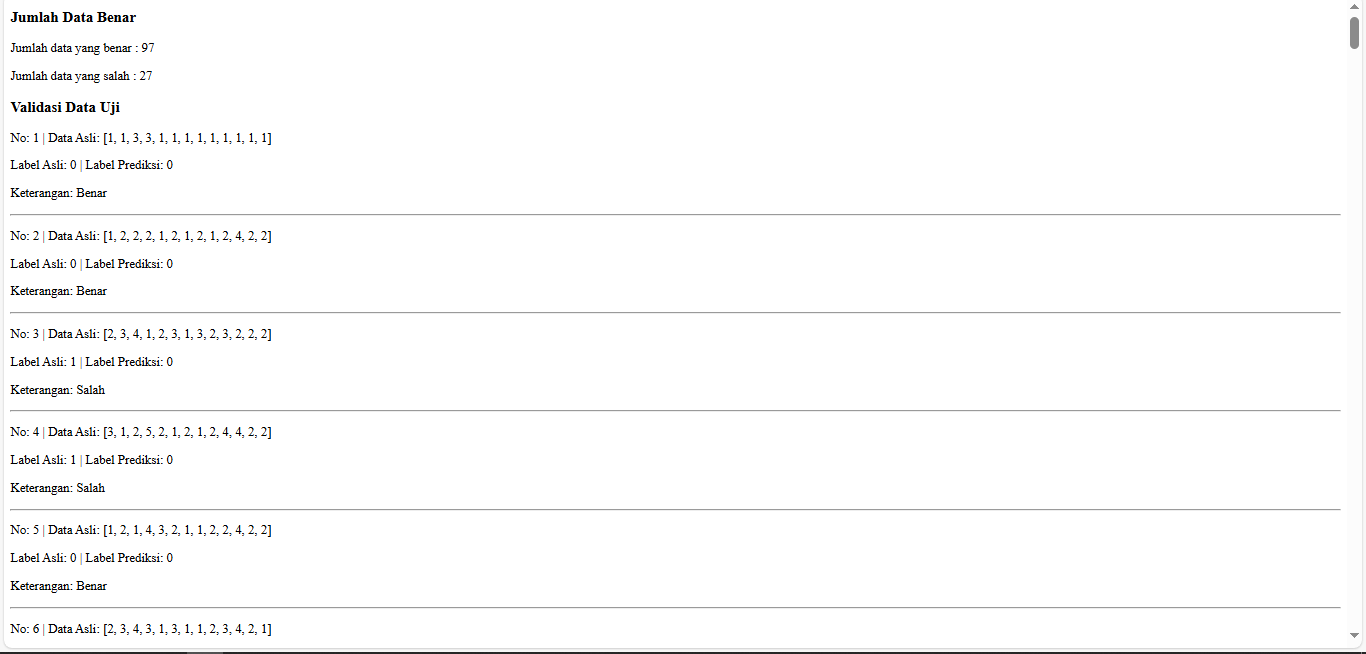 Jumlah Data Benar
Jumlah data yang benar : 97
Jumlah data yang salah : 27
Validasi Data Uji
No: 1 | Data Asli: [1, 1, 3, 3, 1, 1, 1, 1, 1, 1, 1, 1, 1]
Label Asli: 0 | Label Prediksi: 0
Keterangan: Benar
No: 2 | Data Asli: [1, 2, 2, 2, 1, 2, 1, 2, 1, 2, 4, 2, 2]
Label Asli: 0 | Label Prediksi: 0
Keterangan: Benar
No: 3 | Data Asli: [2, 3, 4, 1, 2, 3, 1, 3, 2, 3, 2, 2, 2]
Label Asli: 1 | Label Prediksi: 0
Keterangan: Salah
No: 4 | Data Asli: [3, 1, 2, 5, 2, 1, 2, 1, 2, 4, 4, 2, 2]
Label Asli: 1 | Label Prediksi: 0
Keterangan: Salah
No: 5 | Data Asli: [1, 2, 1, 4, 3, 2, 1, 1, 2, 2, 4, 2, 2]
Label Asli: 0 | Label Prediksi: 0
Keterangan: Benar
No: 6 | Data Asli: [2, 3, 4, 3, 1, 3, 1, 1, 2, 3, 4, 2, 1]